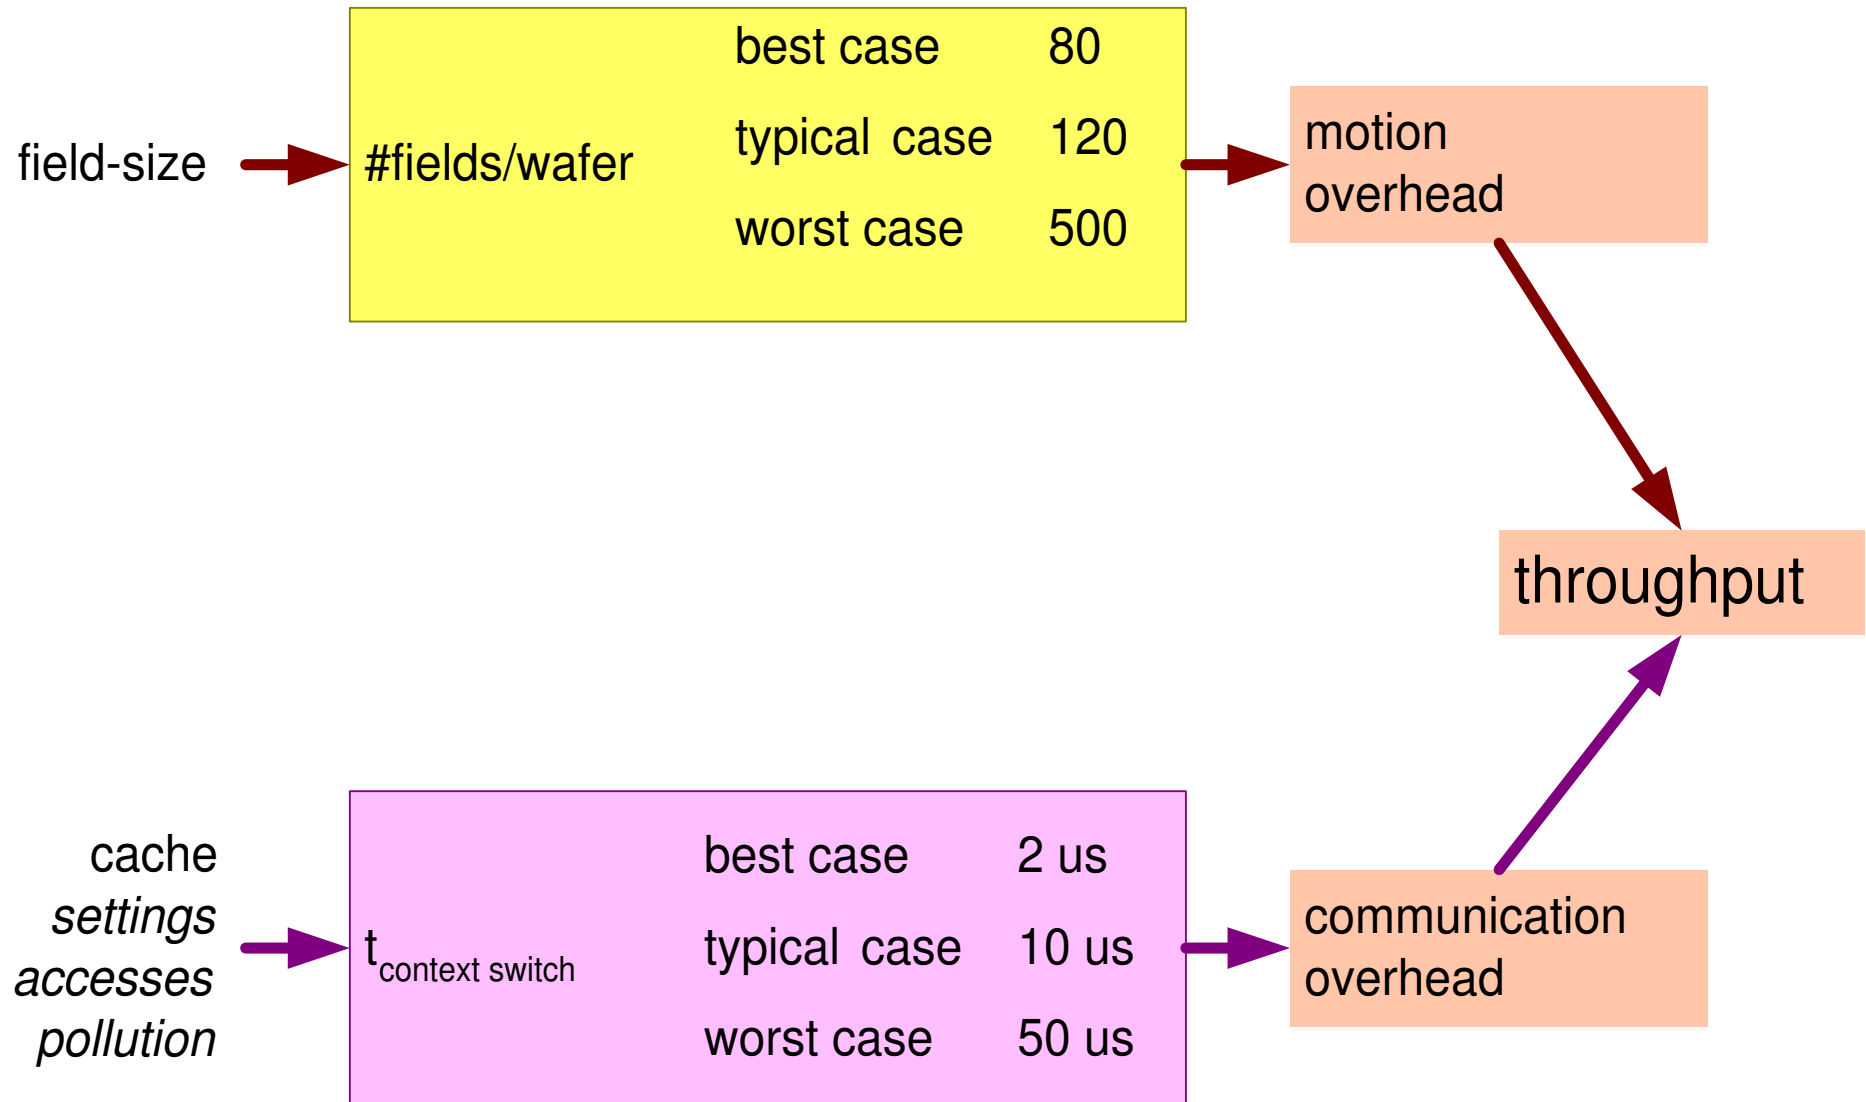 field-size
#fields/wafer
best case 80
typical case 120
worst case 500
motion
overhead
throughput
cache
settings
accesses
pollution
t context switch
best case 2 us
typical case 10 us
worst case 50 us
communication
overhead